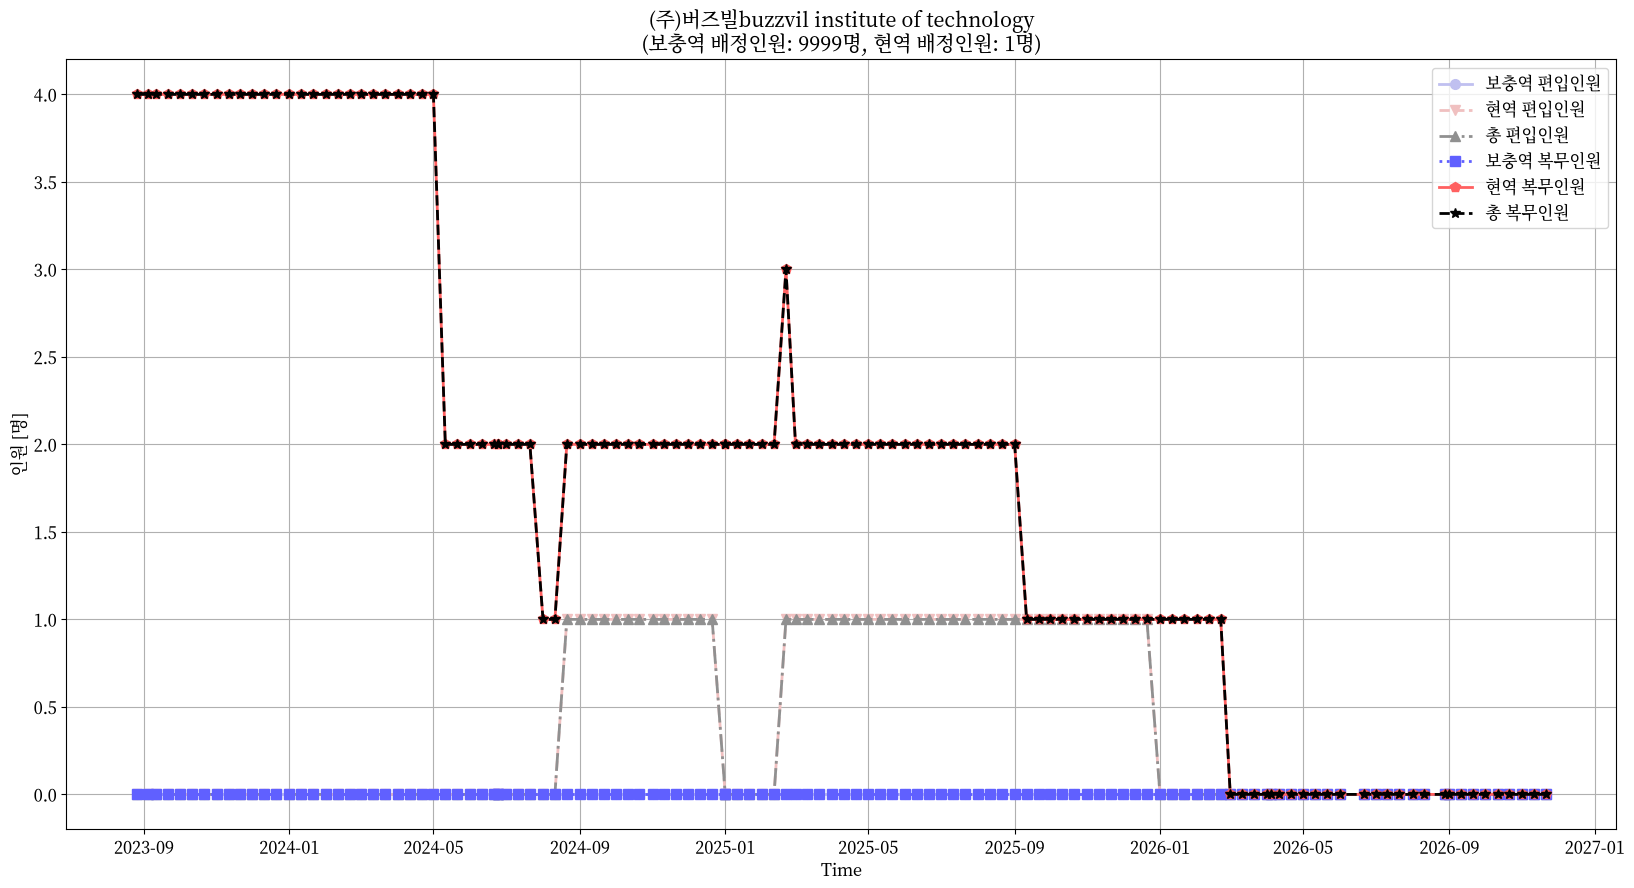 (주)버즈빌buzzvil institute of technology
(보충역 배정인원: 9999명, 현역 배정인원: 1명)
보충역 편입인원
현역 편입인원
총 편입인원
보충역 복무인원
현역 복무인원
총 복무인원
4.0
3.5
3.0
2.5
2.0
1.5
1.0
0.5
0.0
인원 [명]
2023-09
2024-01
2024-05
2024-09
2025-01
2025-05
2025-09
2026-01
2026-05
2026-09
2027-01
Time